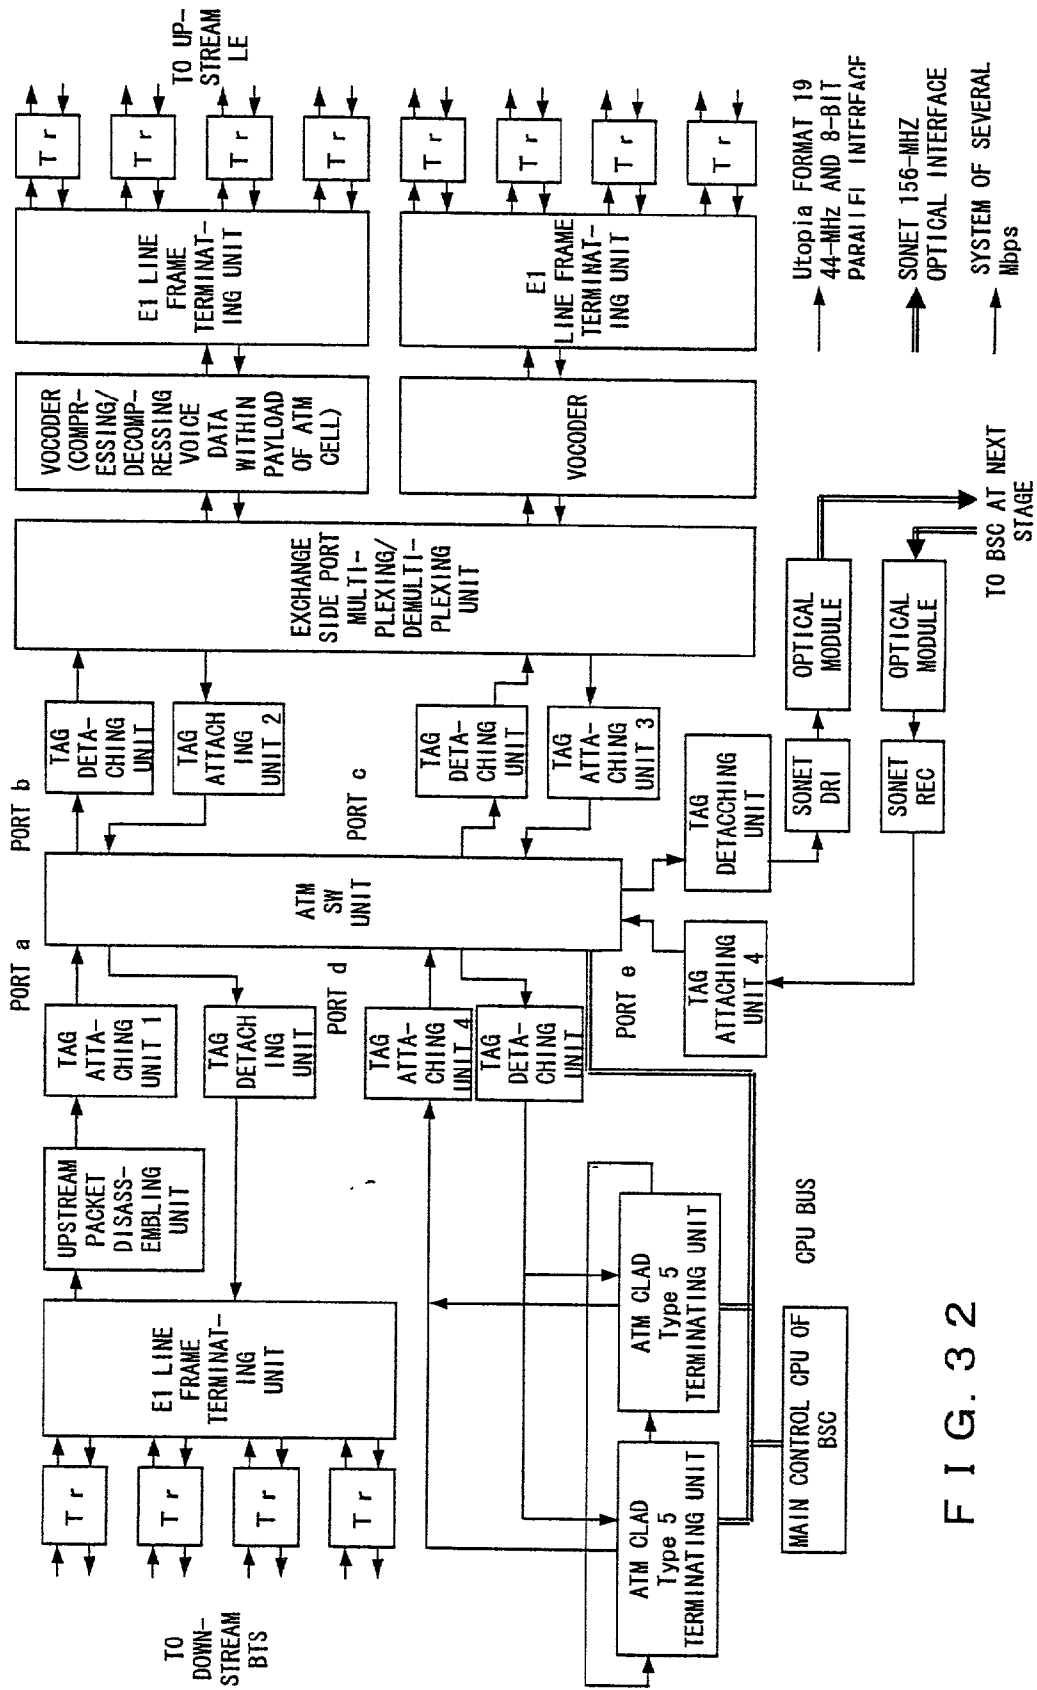 TO
DOWN-
STREAM
BTS
Tr
Tr
Tr
Tr
E1 LINE
FRAME
TERMINAT-
ING
UNIT
UPSTREAM
PACKET
DISASS-
EMBLING
UNIT
TAG
ATTA-
CHING
UNIT 1
TAG
DETACH
ING
UNIT
PORT a
PORT d
TAG
ATTA-
CHING
UNIT 4
TAG
DETA-
CHING
UNIT
PORT e
ATM
SW
UNIT
PORT b
PORT c
TAG
DETA-
CHING
UNIT
TAG
ATTACH
ING
UNIT 2
TAG
DETA-
CHING
UNIT
TAG
ATTA-
CHING
UNIT 3
EXCHANGE
SIDE PORT
MULTI-
PLEXING/
DEMULTI-
PLEXING
UNIT
VOCODER
(COMPR-
ESSING/
DECOMP-
RESSING
VOICE
DATA
WITHIN
PAYLOAD
OF ATM
CELL)
VOCODER
E1 LINE
FRAME
TERMINAT-
ING UNIT
E1
LINE FRAME
TERMINAT-
ING UNIT
Tr
Tr
Tr
Tr
Tr
Tr
Tr
Tr
TO UP-
STREAM
LE
ATM CLAD
Type 5
TERMINATING UNIT
ATM CLAD
Type 5
TERMINATING UNIT
MAIN CONTROL CPU OF
BSC
CPU BUS
TAG
ATTACHING
UNIT 4
TAG
DETACCHING
UNIT
SONET
DRI
SONET
REC
OPTICAL
MODULE
OPTICAL
MODULE
TO BSC AT NEXT
STAGE
Utopia FORMAT 19
44-MHz AND 8-BIT
PARALLEL INTERFACE
SONET 156-MHZ
OPTICAL INTERFACE
SYSTEM OF SEVERAL
Mbps
FIG. 32